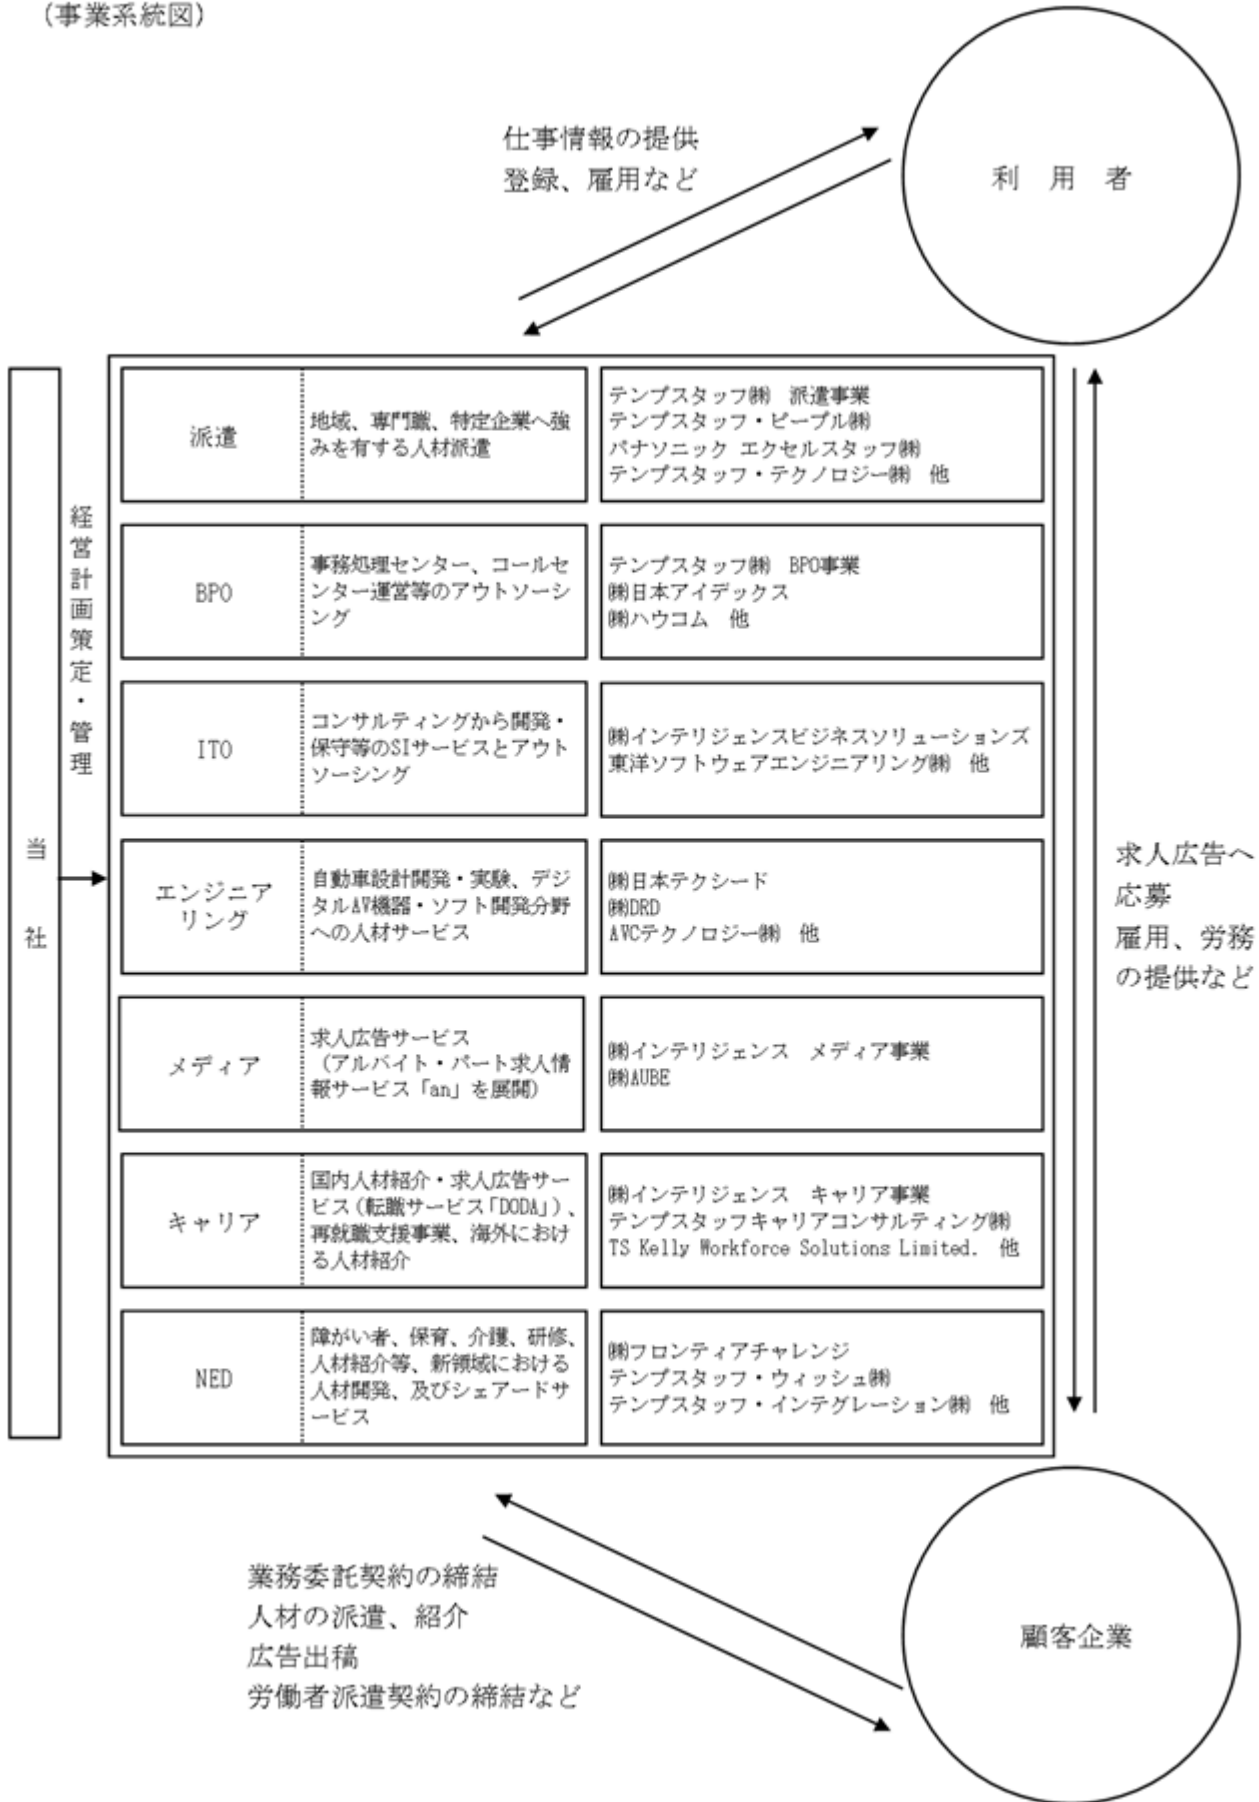 (事業系統図)
仕事情報の提供
登録、雇用など
利 用 者
当社
経営計画策定・管理
派遣
地域、専門職、特定企業へ強
みを有する人材派遣
テンプスタッフ㈱ 派遣事業
テンプスタッフ・ピープル㈱
パナソニック エクセルスタッフ㈱
テンプスタッフ・テクノロジー㈱ 他
BPO
事務処理センター、コールセ
ンター運営等のアウトソーシ
ング
テンプスタッフ㈱ BPO事業
㈱日本アイデックス
㈱ハウコム 他
ITO
コンサルティングから開発・
保守等のSIサービスとアウト
ソーシング
㈱インテリジェンスビジネスソリューションズ
東洋ソフトウェアエンジニアリング㈱ 他
エンジニア
リング
自動車設計開発・実験、デジ
タルAV機器・ソフト開発分野
への人材サービス
㈱日本テクシード
㈱DRD
AVCテクノロジー㈱ 他
メディア
求人広告サービス
(アルバイト・パート求人情
報サービス「an」を展開)
㈱インテリジェンス メディア事業
㈱AUBE
キャリア
国内人材紹介・求人広告サー
ビス(転職サービス「DODA」)、
再就職支援事業、海外におけ
る人材紹介
㈱インテリジェンス キャリア事業
テンプスタッフキャリアコンサルティング㈱
TS Kelly Workforce Solutions Limited. 他
NED
障がい者、保育、介護、研修、
人材紹介等、新領域における
人材開発、及びシェアードサ
ービス
㈱フロンティアチャレンジ
テンプスタッフ・ウィッシュ㈱
テンプスタッフ・インテグレーション㈱ 他
求人広告へ
応募
雇用、労務
の提供など
業務委託契約の締結
人材の派遣、紹介
広告出稿
労働者派遣契約の締結など
顧客企業